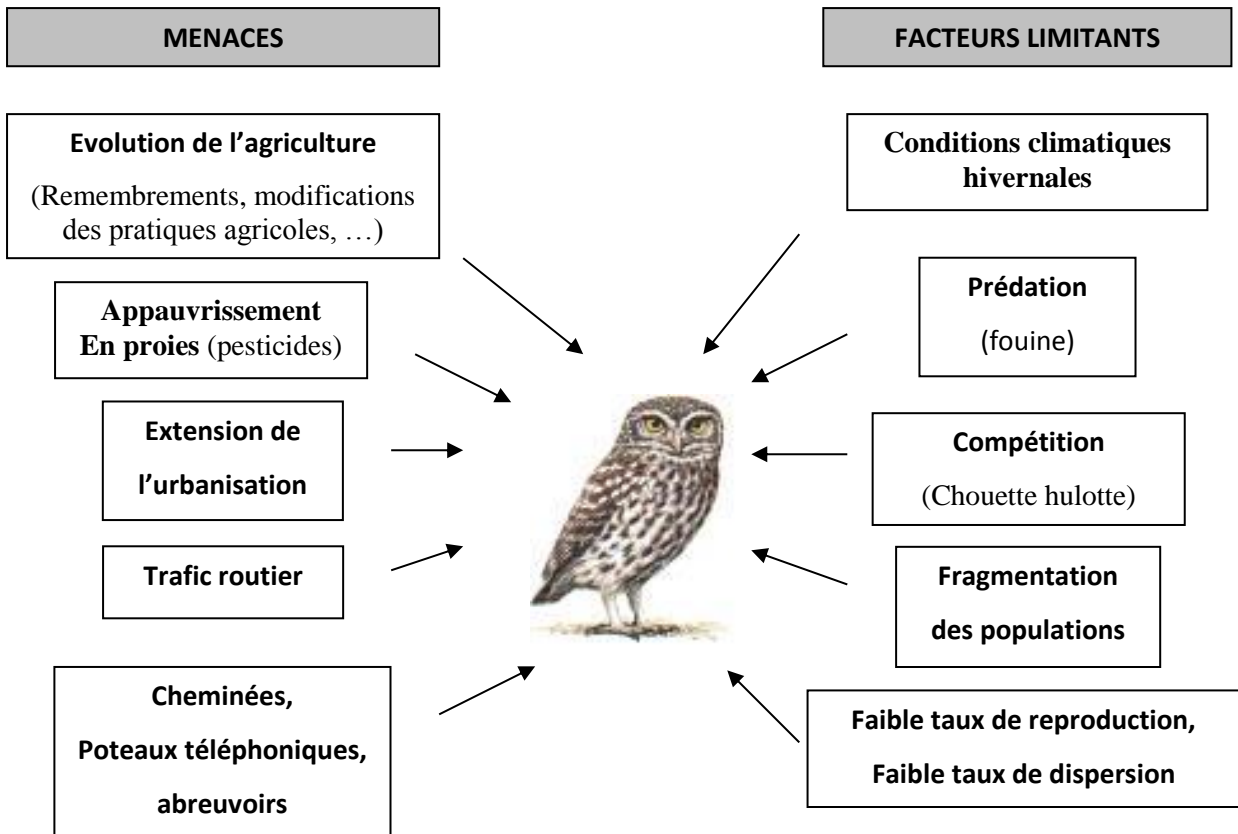 MENACES
Evolution de l’agriculture
(Remembrements, modifications
des pratiques agricoles, …)
Appauvrissement
En proies (pesticides)
Extension de
l’urbanisation
Trafic routier
Cheminées,
Poteaux téléphoniques,
abreuvoirs
FACTEURS LIMITANTS
Conditions climatiques
hivernales
Prédation
(fouine)
Compétition
(Chouette hulotte)
Fragmentation
des populations
Faible taux de reproduction,
Faible taux de dispersion